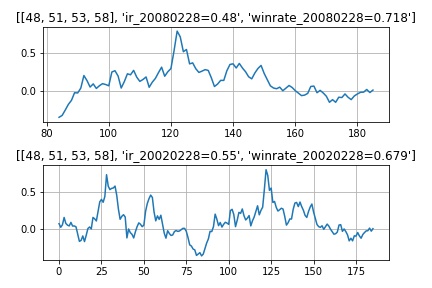 [[48, 51, 53, 58], 'ir_20080228=0.48', 'winrate_20080228=0.718']
0.5
0.0
80 100 120 140 160 180
[[48, 51, 53, 58], 'ir_20020228=0.55', 'winrate_20020228=0.679']
0.5
0.0
0 25 50 75 100 125 150 175